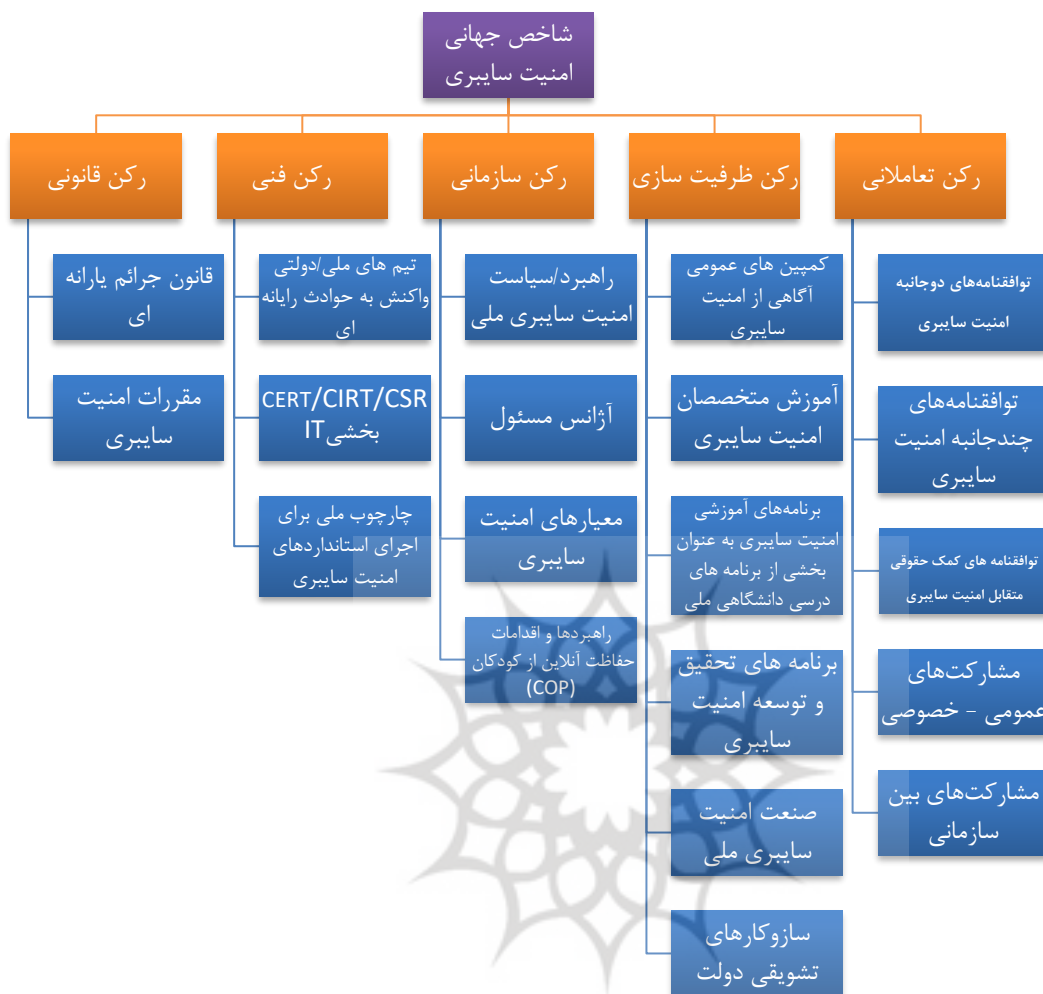 شاخص جهانی
امنیت سایبری
رکن تعاملانی
رکن ظرفیت سازی
رکن سازمانی
رکن فنی
رکن قانونی
توافقنامه‌های دوجانبه
امنیت سایبری
توافقنامه‌های
چندجانبه امنیت
سایبری
توافقنامه های کمک حقوقی
متقابل امنیت سایبری
مشارکت‌های
عمومی – خصوصی
مشارکت‌های بین
سازمانی
کمپین های عمومی
آگاهی از امنیت
سایبری
آموزش متخصصان
امنیت سایبری
برنامه‌های آموزشی
امنیت سایبری به عنوان
بخشی از برنامه های
درسی دانشگاهی ملی
برنامه های تحقیق
و توسعه امنیت
سایبری
صنعت امنیت
سایبری ملی
سازوکارهای
تشویقی دولت
راهبرد/سیاست
امنیت سایبری ملی
آژانس مسئول
معیارهای امنیت
سایبری
راهبردها و اقدامات
حفاظت آنلاین از کودکان
(COP)
تیم های ملی/دولتی
واکنش به حوادث رایانه
ای
CERT/CIRT/CSR
بخشی IT
چارچوب ملی برای
اجرای استانداردهای
امنیت سایبری
قانون جرائم یارانه
ای
مقررات امنیت
سایبری